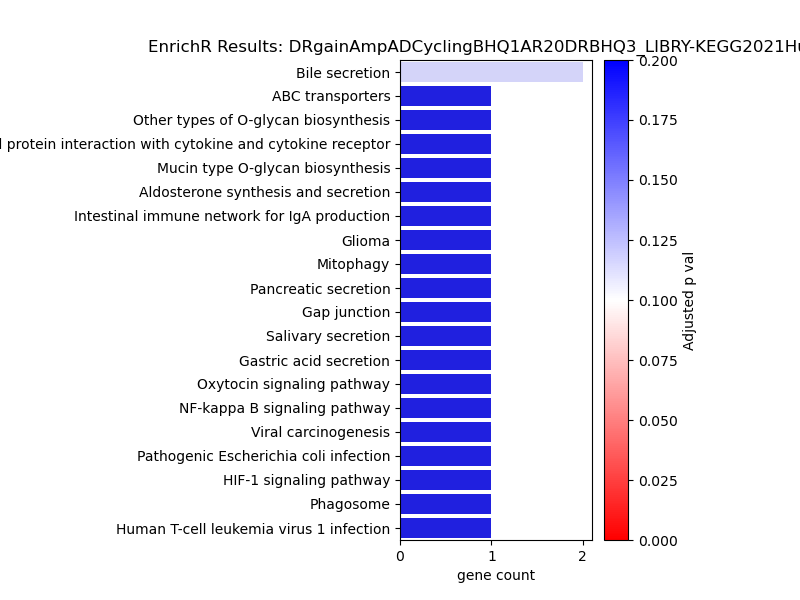 EnrichR Results: DRgainAmpADCyclingBHQ1AR20DRBHQ3_LIBRY-KEGG2021Hu
Bile secretion
ABC transporters
Other types of O-glycan biosynthesis
protein interaction with cytokine and cytokine receptor
Mucin type O-glycan biosynthesis
Aldosterone synthesis and secretion
Intestinal immune network for IgA production
Glioma
Mitophagy
Pancreatic secretion
Gap junction
Salivary secretion
Gastric acid secretion
Oxytocin signaling pathway
NF-kappa B signaling pathway
Viral carcinogenesis
Pathogenic Escherichia coli infection
HIF-1 signaling pathway
Phagosome
Human T-cell leukemia virus 1 infection
0 1 2
gene count
0.200
0.175
0.150
0.125
0.100
0.075
0.050
0.025
0.000
Adjusted p val